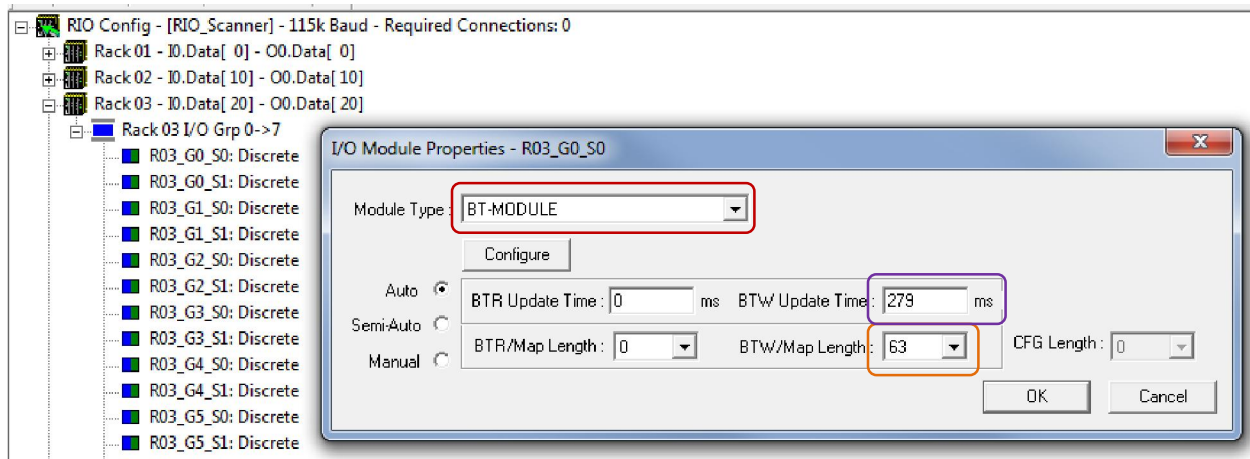 RIO Config - [RIO_Scanner] - 115k Baud - Required Connections: 0
Rack 01 - I0.Data[ 0] - O0.Data[ 0]
Rack 02 - I0.Data[ 10] - O0.Data[ 10]
Rack 03 - I0.Data[ 20] - O0.Data[ 20]
Rack 03 I/O Grp 0->7
R03_G0_S0: Discrete
R03_G0_S1: Discrete
R03_G1_S0: Discrete
R03_G1_S1: Discrete
R03_G2_S0: Discrete
R03_G2_S1: Discrete
R03_G3_S0: Discrete
R03_G3_S1: Discrete
R03_G4_S0: Discrete
R03_G4_S1: Discrete
R03_G5_S0: Discrete
R03_G5_S1: Discrete
I/O Module Properties - R03_G0_S0
Module Type : BT-MODULE
Configure
Auto
Semi-Auto
Manual
BTR Update Time : 0 ms BTW Update Time : 279 ms
BTR/Map Length : 0 BTW/Map Length : 63 CFG Length : 0
OK Cancel